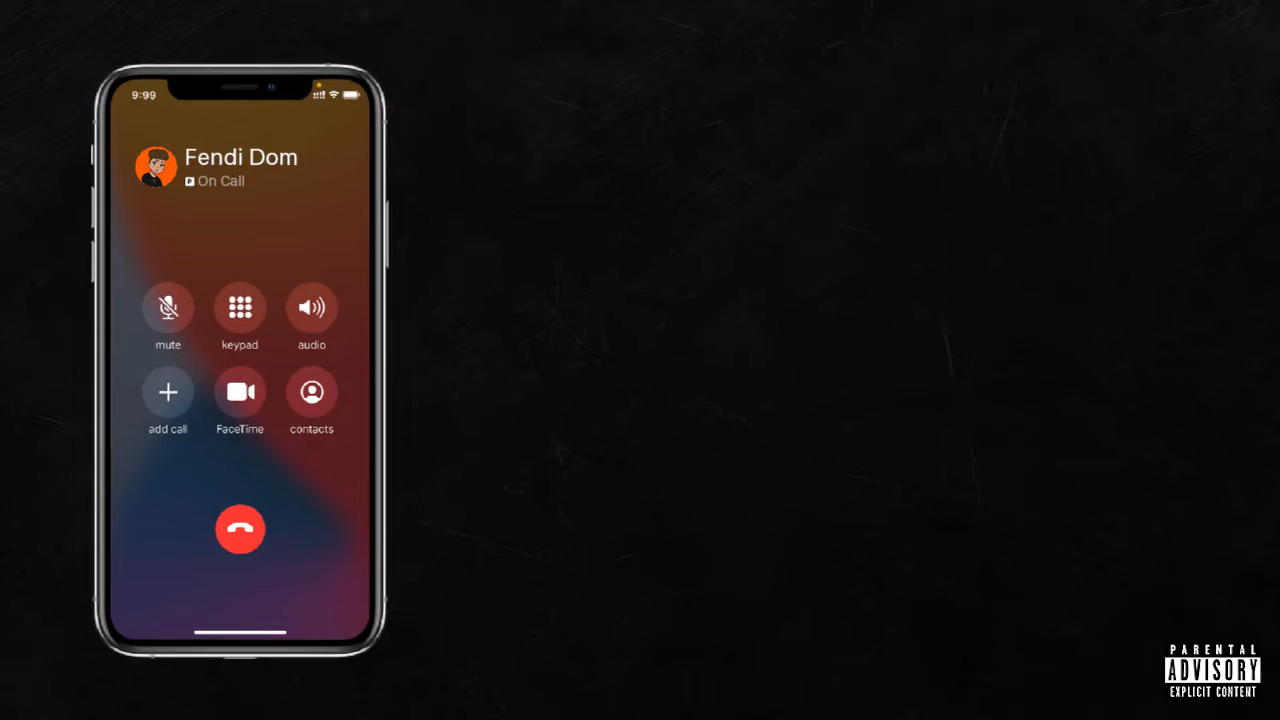 9:99
Fendi Dom
P On Call
mute keypad audio
add call FaceTime contacts
PARENTAL
ADVISORY
EXPLICIT CONTENT